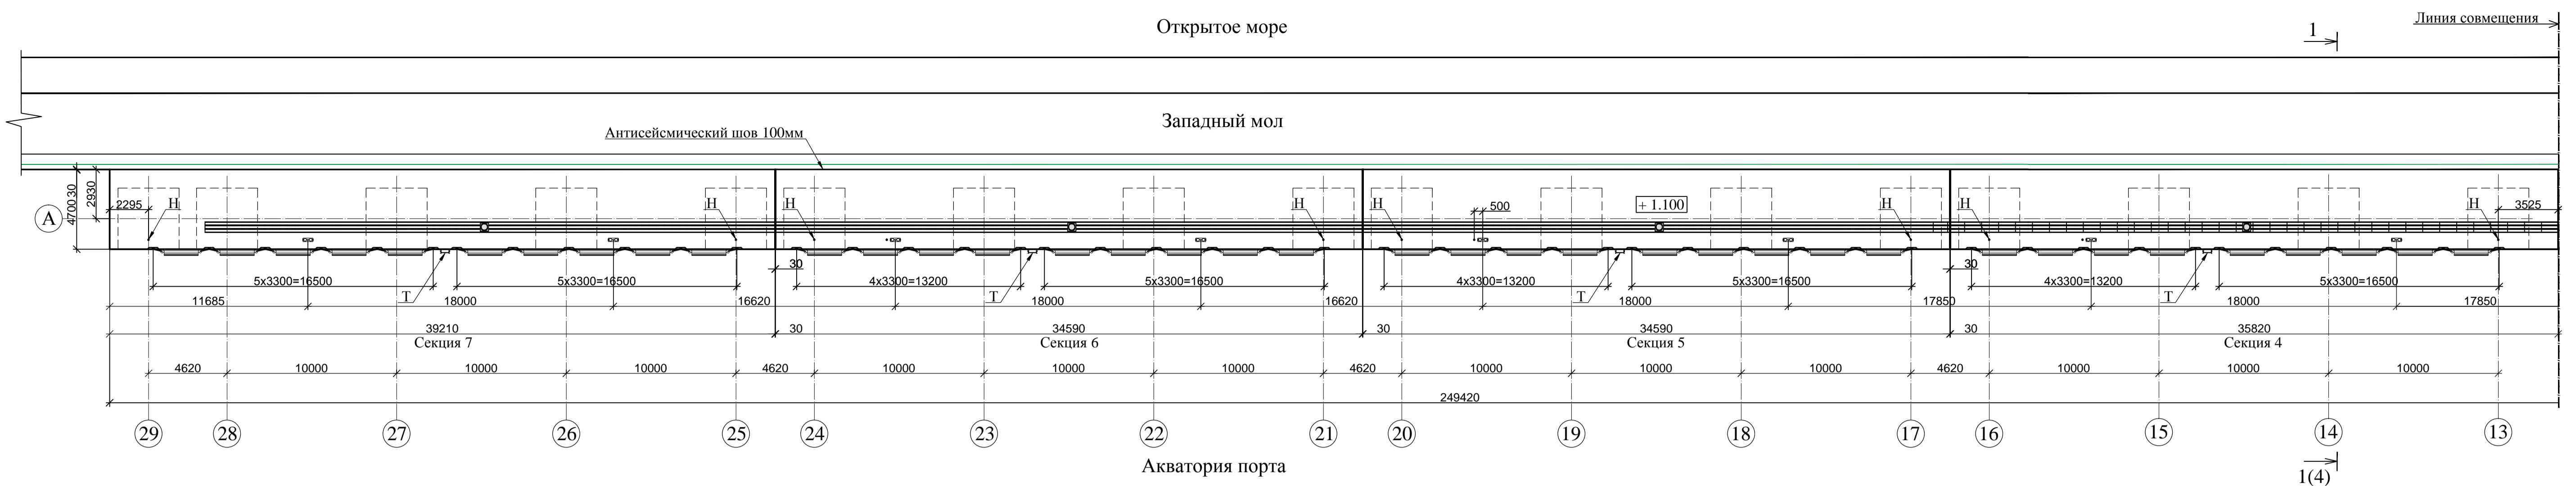 Открытое море
1
Линия совмещения
Западный мол
Антисейсмический шов 100мм
30
4700
2930
2295
А
Н
Н
Н
Н
Н
500
+ 1.100
Н
Н
Н
3525
5х3300=16500
Т
5х3300=16500
30
4х3300=13200
Т
5х3300=16500
4х3300=13200
Т
5х3300=16500
30
4х3300=13200
Т
5х3300=16500
11685
18000
16620
18000
16620
18000
17850
18000
17850
39210
30
34590
30
34590
30
35820
Секция 7
Секция 6
Секция 5
Секция 4
4620
10000
10000
10000
4620
10000
10000
10000
4620
10000
10000
10000
4620
10000
10000
10000
249420
29
28
27
26
25
24
23
22
21
20
19
18
17
16
15
14
13
Акватория порта
1(4)